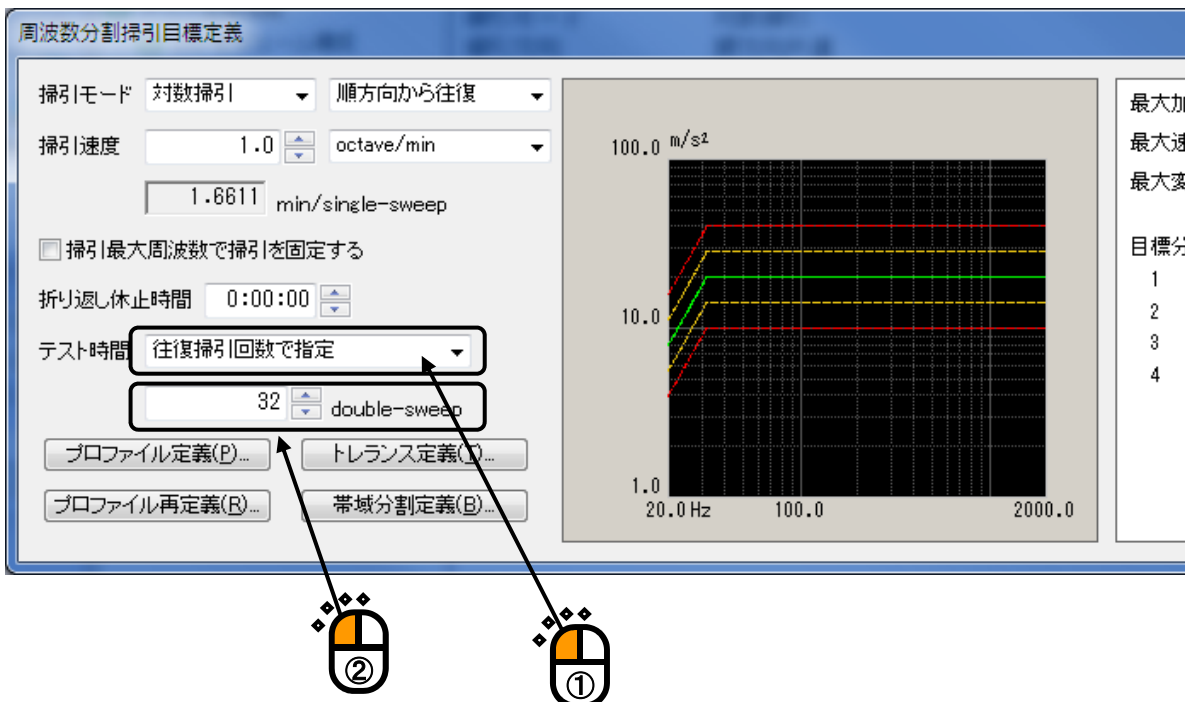 周波数分割掃引目標定義
掃引モード 対数掃引 順方向から往復
掃引速度 1.0 octave/min
1.6611 min/single-sweep
掃引最大周波数で掃引を固定する
折り返し休止時間 0:00:00
テスト時間 往復掃引回数で指定
32 double-sweep
プロファイル定義(P)... トレランス定義(T)...
プロファイル再定義(R)... 帯域分割定義(B)...
100.0 m/s²
10.0
1.0
20.0 Hz 100.0 2000.0
最大加
最大速
最大変
目標分
1
2
3
4
② ①